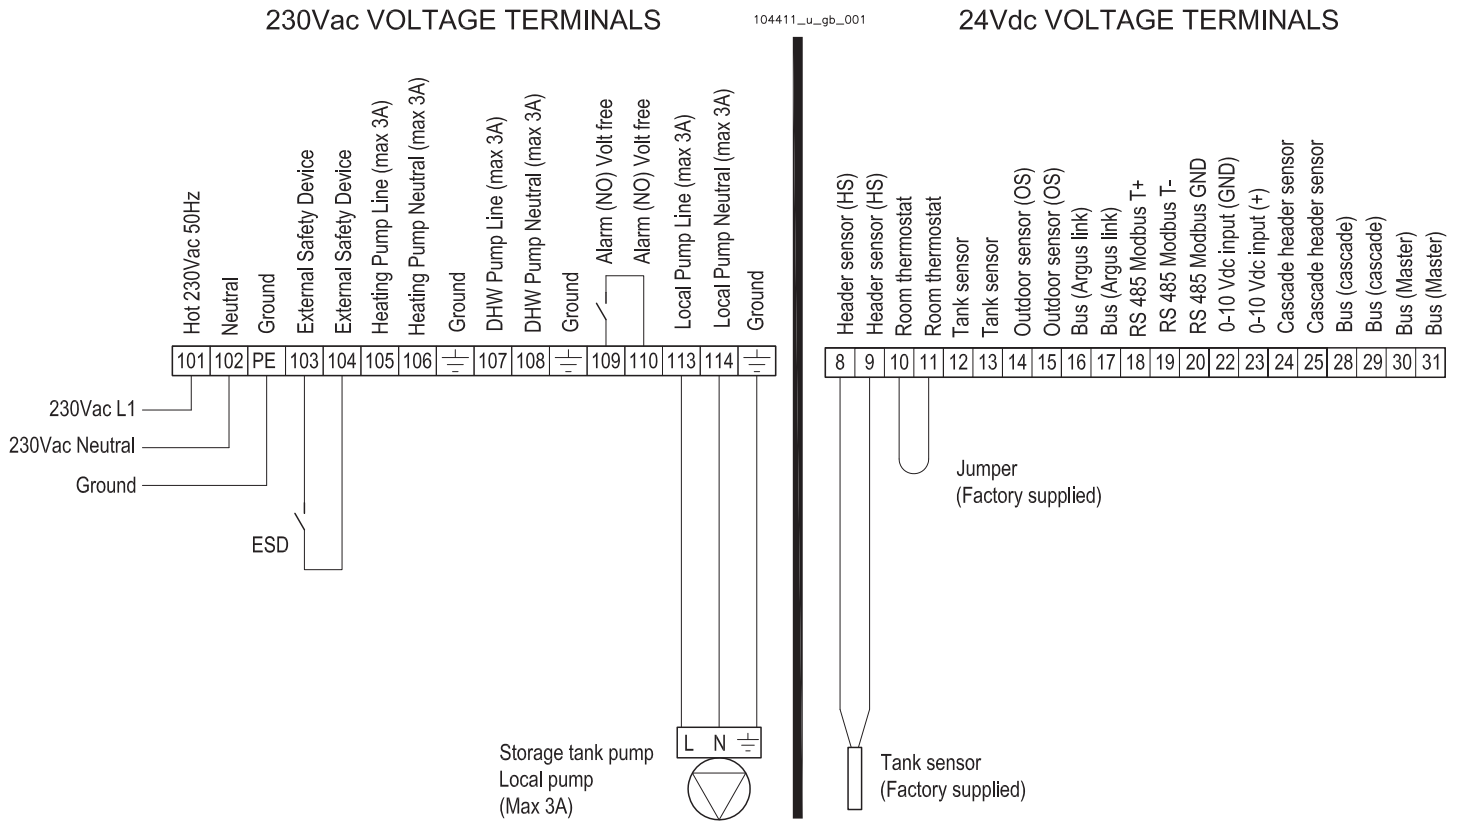 230Vac VOLTAGE TERMINALS
104411_u_gb_001
24Vdc VOLTAGE TERMINALS
Hot 230Vac 50Hz
Neutral
Ground
External Safety Device
External Safety Device
Heating Pump Line (max 3A)
Heating Pump Neutral (max 3A)
Ground
DHW Pump Line (max 3A)
DHW Pump Neutral (max 3A)
Ground
Alarm (NO) Volt free
Alarm (NO) Volt free
Local Pump Line (max 3A)
Local Pump Neutral (max 3A)
Ground
101 102 PE 103 104 105 106 107 108 109 110 113 114
230Vac L1
230Vac Neutral
Ground
ESD
Storage tank pump
Local pump
(Max 3A)
L N
Header sensor (HS)
Header sensor (HS)
Room thermostat
Room thermostat
Tank sensor
Tank sensor
Outdoor sensor (OS)
Outdoor sensor (OS)
Bus (Argus link)
Bus (Argus link)
RS 485 Modbus T+
RS 485 Modbus T-
RS 485 Modbus GND
0-10 Vdc input (GND)
0-10 Vdc input (+)
Cascade header sensor
Cascade header sensor
Bus (cascade)
Bus (cascade)
Bus (Master)
Bus (Master)
8 9 10 11 12 13 14 15 16 17 18 19 20 22 23 24 25 28 29 30 31
Jumper
(Factory supplied)
Tank sensor
(Factory supplied)